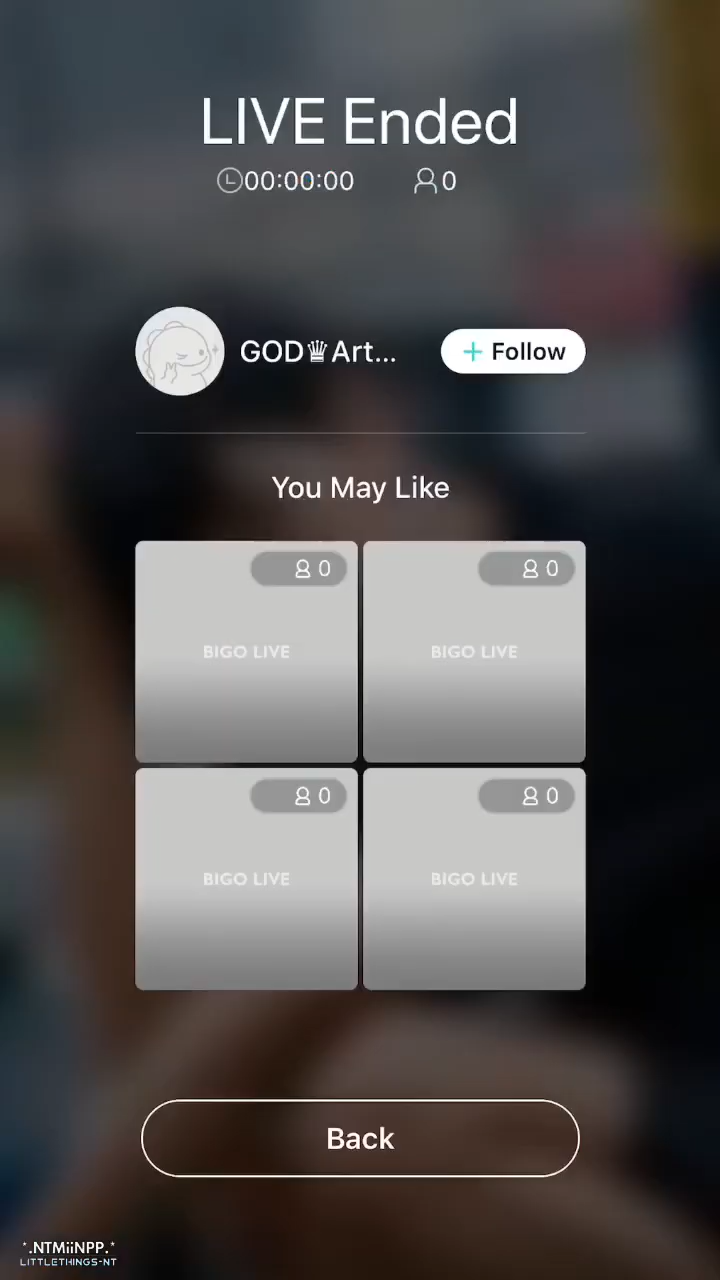 LIVE Ended
00:00:00 0
GOD♛Art... + Follow
You May Like
0 0
BIGO LIVE BIGO LIVE
0 0
BIGO LIVE BIGO LIVE
Back
*.NTMiiNPP.*
LITTLETHINGS-NT